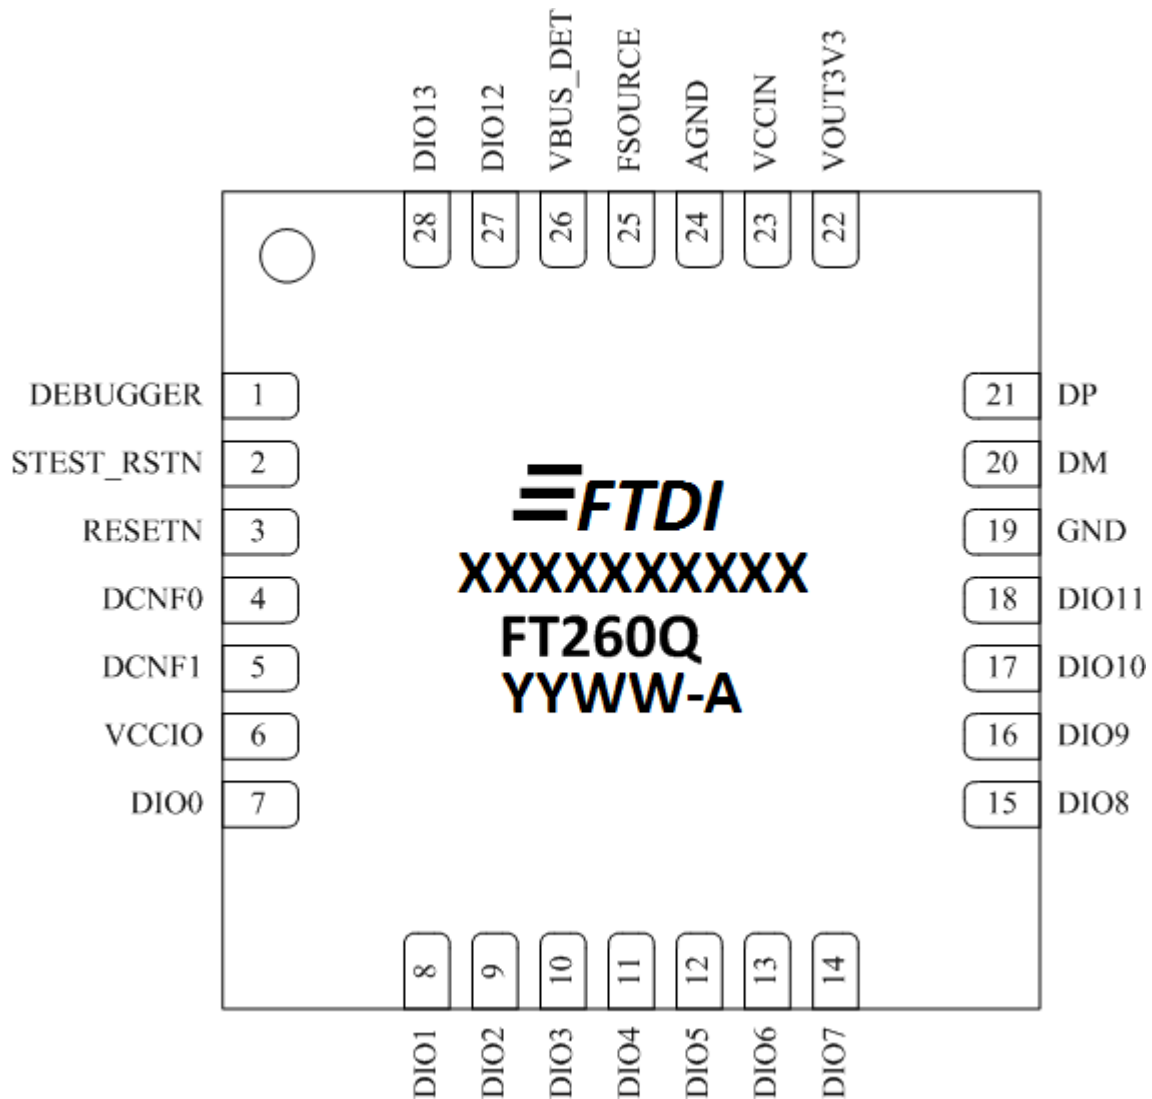 DIO13
DIO12
VBUS_DET
FSOURCE
AGND
VCCIN
VOUT3V3
28
27
26
25
24
23
22
DEBUGGER 1
STEST_RSTN 2
RESETN 3
DCNF0 4
DCNF1 5
VCCIO 6
DIO0 7
FTDI
XXXXXXXXXX
FT260Q
YYWW-A
21 DP
20 DM
19 GND
18 DIO11
17 DIO10
16 DIO9
15 DIO8
8
9
10
11
12
13
14
DIO1
DIO2
DIO3
DIO4
DIO5
DIO6
DIO7